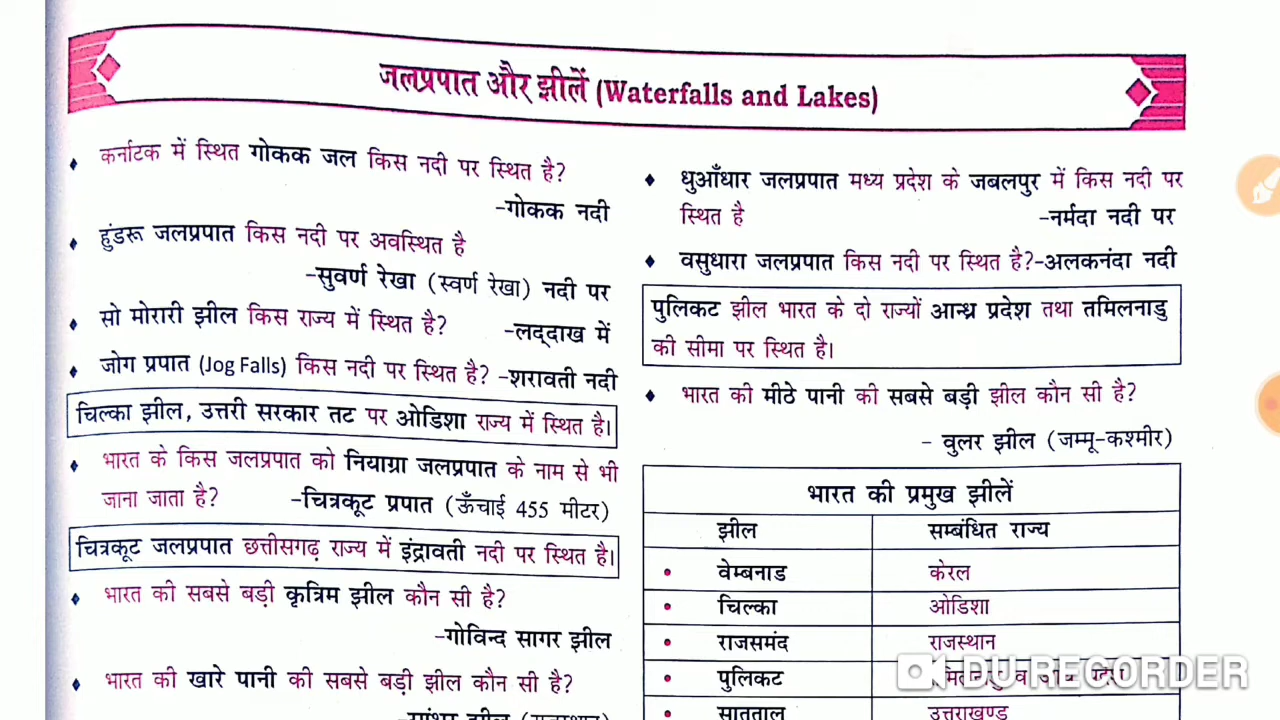 जलप्रपात और झीलें (Waterfalls and Lakes)
♦ कर्नाटक में स्थित गोकक जल किस नदी पर स्थित है?
-गोकक नदी
♦ हुंडरू जलप्रपात किस नदी पर अवस्थित है
-सुवर्ण रेखा (स्वर्ण रेखा) नदी पर
♦ सो मोरारी झील किस राज्य में स्थित है? -लद्दाख में
♦ जोग प्रपात (Jog Falls) किस नदी पर स्थित है? -शरावती नदी
चिल्का झील, उत्तरी सरकार तट पर ओडिशा राज्य में स्थित है।
♦ भारत के किस जलप्रपात को नियाग्रा जलप्रपात के नाम से भी
जाना जाता है? -चित्रकूट प्रपात (ऊँचाई 455 मीटर)
चित्रकूट जलप्रपात छत्तीसगढ़ राज्य में इंद्रावती नदी पर स्थित है।
♦ भारत की सबसे बड़ी कृत्रिम झील कौन सी है?
-गोविन्द सागर झील
♦ भारत की खारे पानी की सबसे बड़ी झील कौन सी है?
♦ धुआँधार जलप्रपात मध्य प्रदेश के जबलपुर में किस नदी पर
स्थित है -नर्मदा नदी पर
♦ वसुधारा जलप्रपात किस नदी पर स्थित है?-अलकनंदा नदी
पुलिकट झील भारत के दो राज्यों आन्ध्र प्रदेश तथा तमिलनाडु
की सीमा पर स्थित है।
♦ भारत की मीठे पानी की सबसे बड़ी झील कौन सी है?
- वुलर झील (जम्मू-कश्मीर)
भारत की प्रमुख झीलें
झील सम्बंधित राज्य
• वेम्बनाड केरल
• चिल्का ओडिशा
• राजसमंद राजस्थान
• पुलिकट
• सातताल उत्तराखण्ड
DU RECORDER